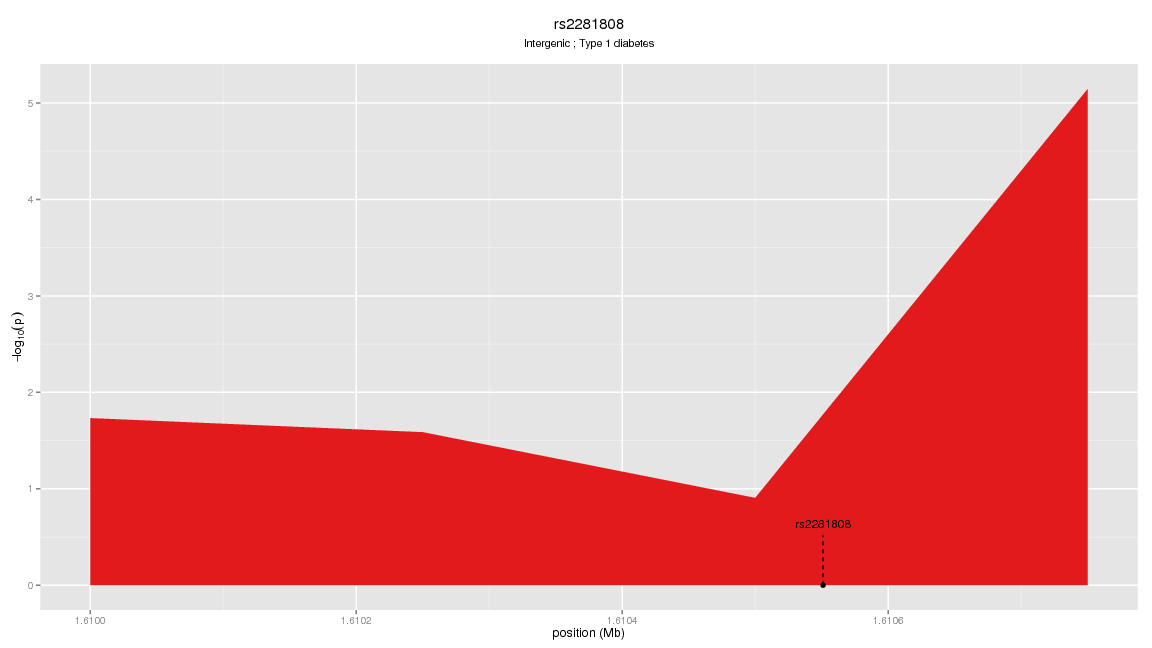 rs2281808
Intergenic ; Type 1 diabetes
5
4
3
2
1
0
−log10(p)
rs2281808
1.6100 1.6102 1.6104 1.6106
position (Mb)